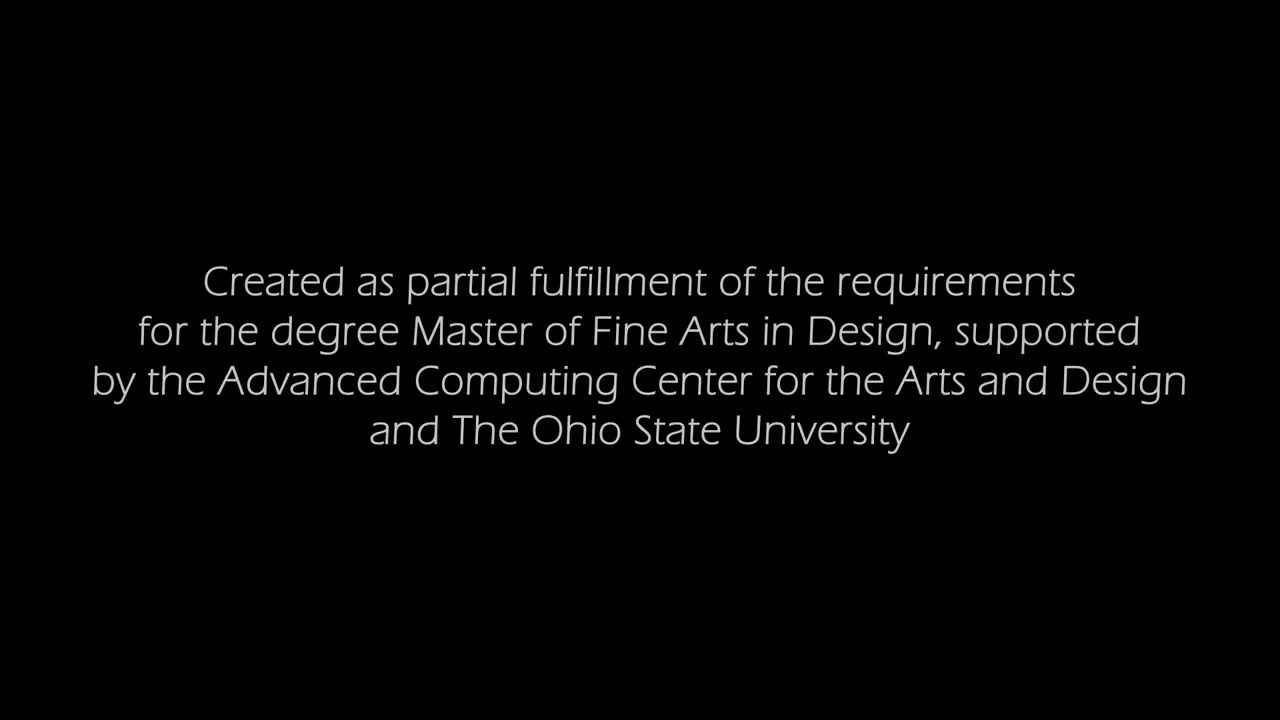 Created as partial fulfillment of the requirements
for the degree Master of Fine Arts in Design, supported
by the Advanced Computing Center for the Arts and Design
and The Ohio State University